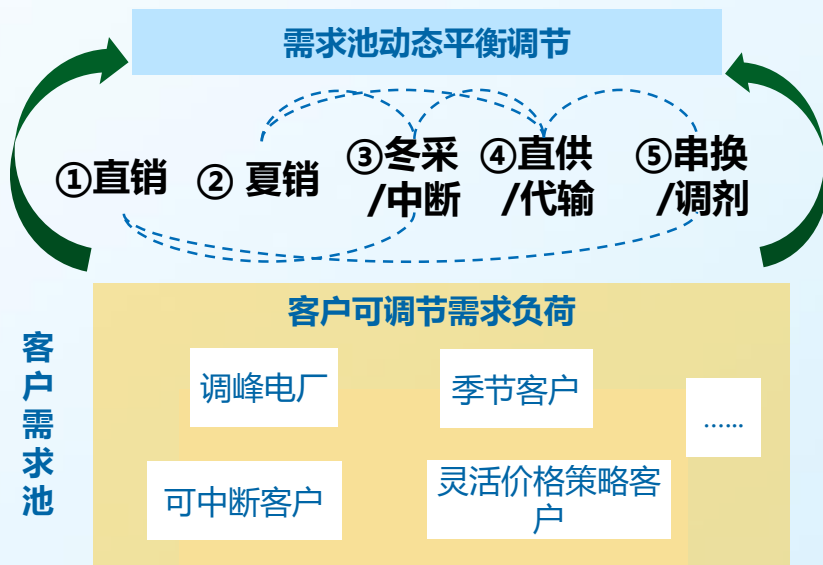 需求池动态平衡调节
①直销
② 夏销
③冬采
/中断
④直供
/代输
⑤串换
/调剂
客户需求池
客户可调节需求负荷
调峰电厂
季节客户
......
可中断客户
灵活价格策略客
户